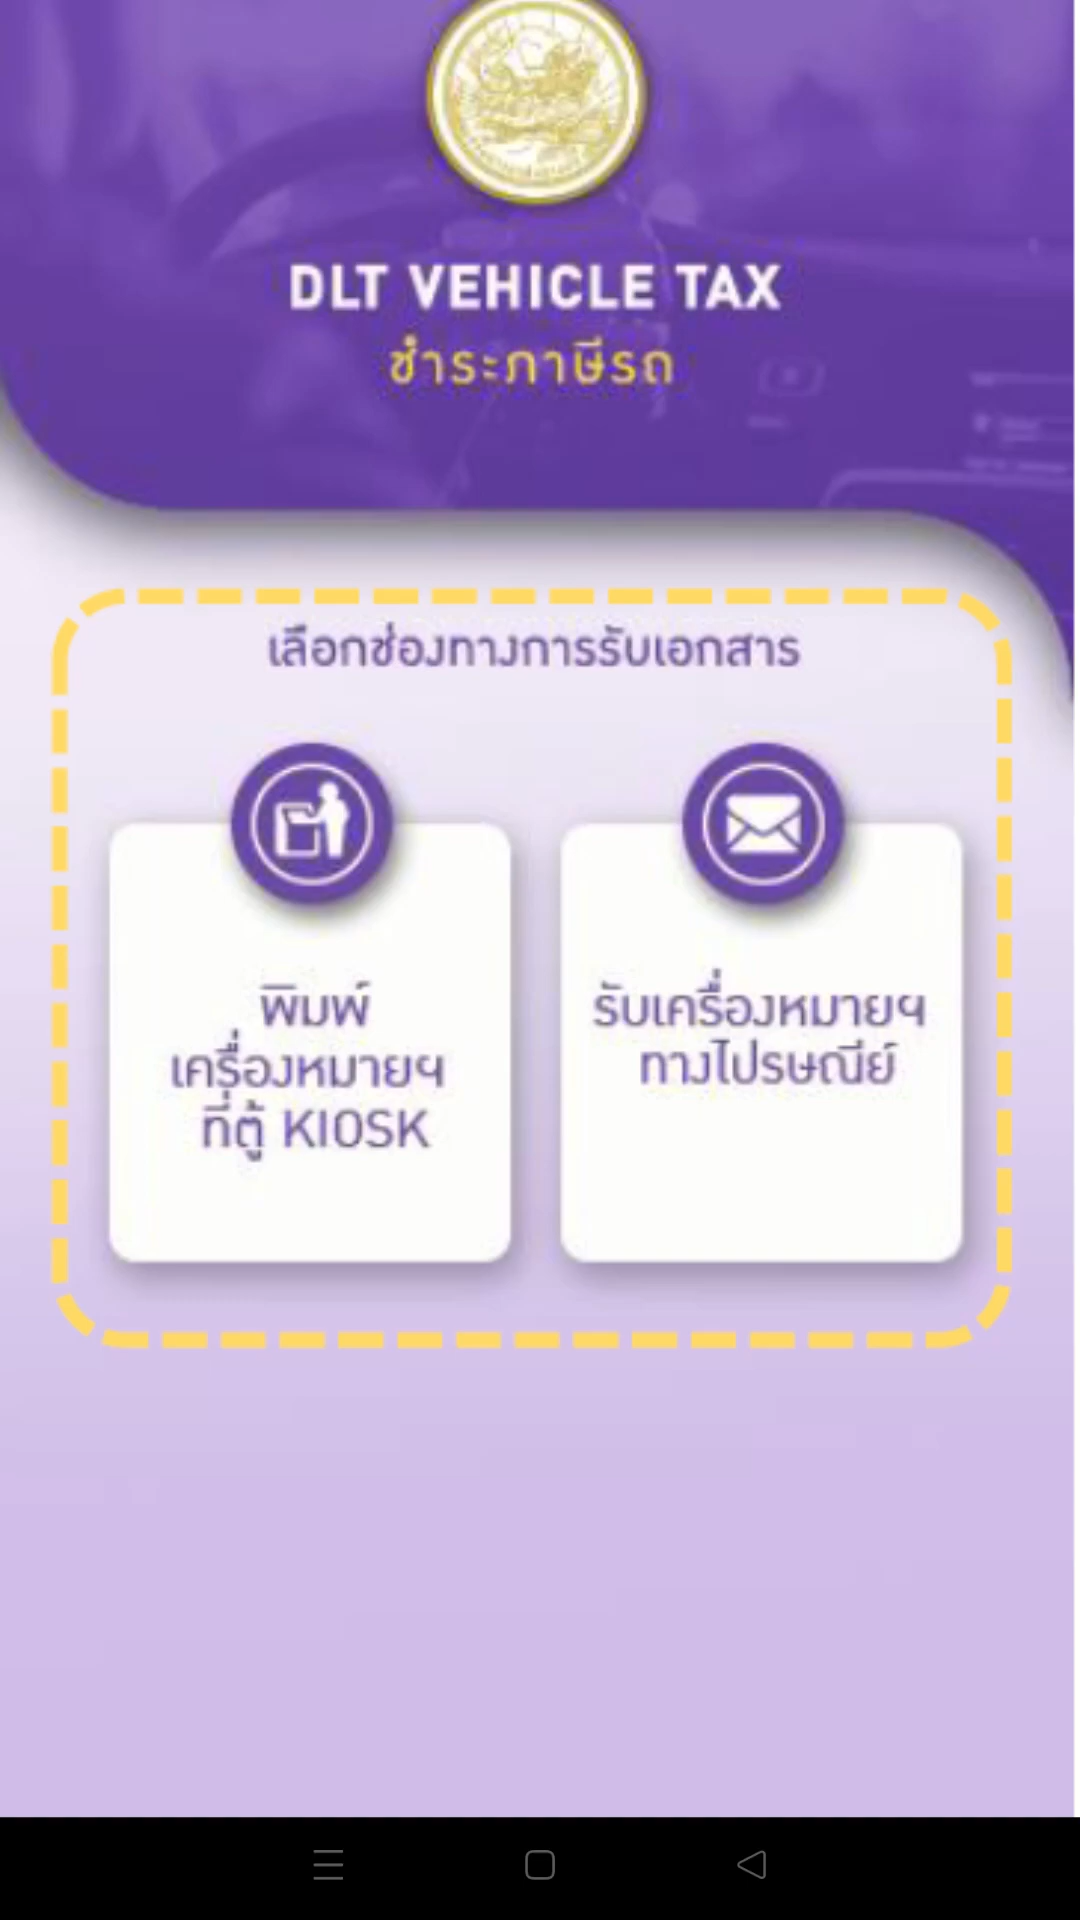 DLT VEHICLE TAX
ชำระภาษีรถ
เลือกช่องทางการรับเอกสาร
พิมพ์
เครื่องหมายฯ
ที่ตู้ KIOSK
รับเครื่องหมายฯ
ทางไปรษณีย์